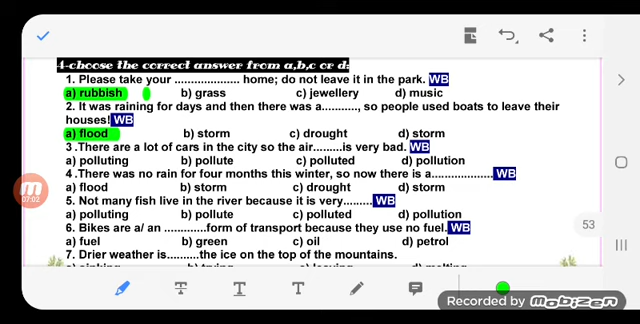 4-choose the correct answer from a,b,c or d:
1. Please take your .................... home; do not leave it in the park. WB
a) rubbish b) grass c) jewellery d) music
2. It was raining for days and then there was a..........., so people used boats to leave their
houses! WB
a) flood b) storm c) drought d) storm
3 .There are a lot of cars in the city so the air.........is very bad. WB
a) polluting b) pollute c) polluted d) pollution
4 .There was no rain for four months this winter, so now there is a................... WB
a) flood b) storm c) drought d) storm
5. Not many fish live in the river because it is very......... WB
a) polluting b) pollute c) polluted d) pollution
6. Bikes are a/ an .............form of transport because they use no fuel. WB
a) fuel b) green c) oil d) petrol
7. Drier weather is..........the ice on the top of the mountains.
a) sinking b) trying c) leaving d) melting
53
07:02
T T
Recorded by Mobizen